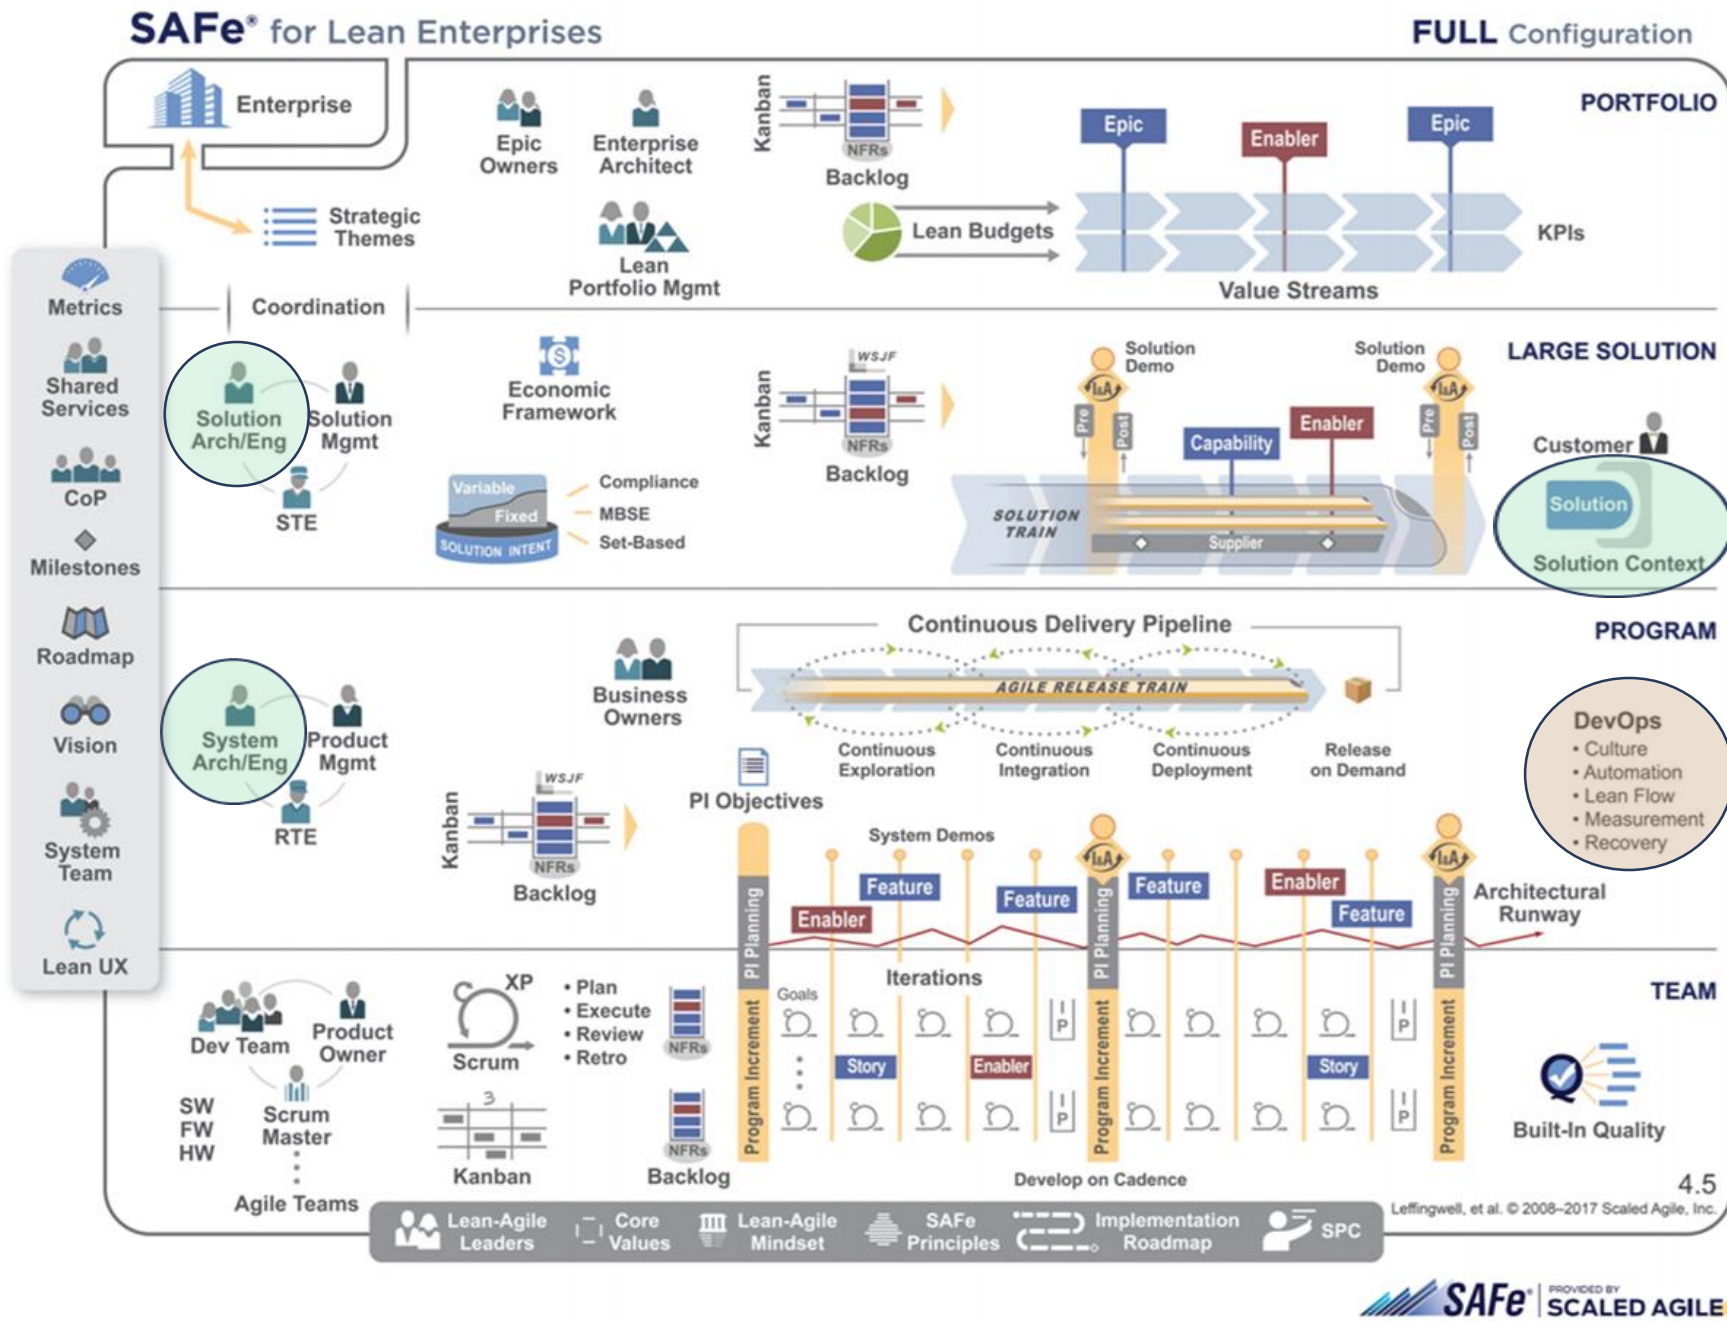 SAFe® for Lean Enterprises
FULL Configuration
Enterprise
Strategic
Themes
Epic
Owners
Enterprise
Architect
Lean
Portfolio Mgmt
Kanban
NFRs
Backlog
Lean Budgets
Epic
Enabler
Epic
Value Streams
KPIs
PORTFOLIO
Metrics
Shared
Services
CoP
Milestones
Roadmap
Vision
System
Team
Lean UX
Coordination
Solution
Arch/Eng
Solution
Mgmt
STE
Economic
Framework
Variable
Fixed
SOLUTION INTENT
Compliance
MBSE
Set-Based
Kanban
WSJF
NFRs
Backlog
Solution
Demo
I&A
Pre
Post
Capability
Enabler
Solution
Demo
I&A
Pre
Post
SOLUTION
TRAIN
Supplier
LARGE SOLUTION
Customer
Solution
Solution Context
System
Arch/Eng
Product
Mgmt
RTE
Business
Owners
Kanban
WSJF
NFRs
Backlog
Continuous Delivery Pipeline
AGILE RELEASE TRAIN
Continuous
Exploration
Continuous
Integration
Continuous
Deployment
Release
on Demand
PROGRAM
DevOps
• Culture
• Automation
• Lean Flow
• Measurement
• Recovery
PI Objectives
System Demos
I&A
I&A
PI Planning
Enabler
Feature
Feature
PI Planning
Feature
Enabler
Feature
PI Planning
Architectural
Runway
Dev Team
Product
Owner
Scrum
Master
SW
FW
HW
Agile Teams
XP
Scrum
• Plan
• Execute
• Review
• Retro
3
Kanban
NFRs
NFRs
Backlog
Program Increment
Goals
Iterations
Story
Enabler
I
P
I
P
Program Increment
Story
I
P
I
P
Program Increment
Develop on Cadence
TEAM
Built-In Quality
4.5
Leffingwell, et al. © 2008–2017 Scaled Agile, Inc.
Lean-Agile
Leaders
Core
Values
Lean-Agile
Mindset
SAFe
Principles
Implementation
Roadmap
SPC
SAFe® PROVIDED BY
SCALED AGILE